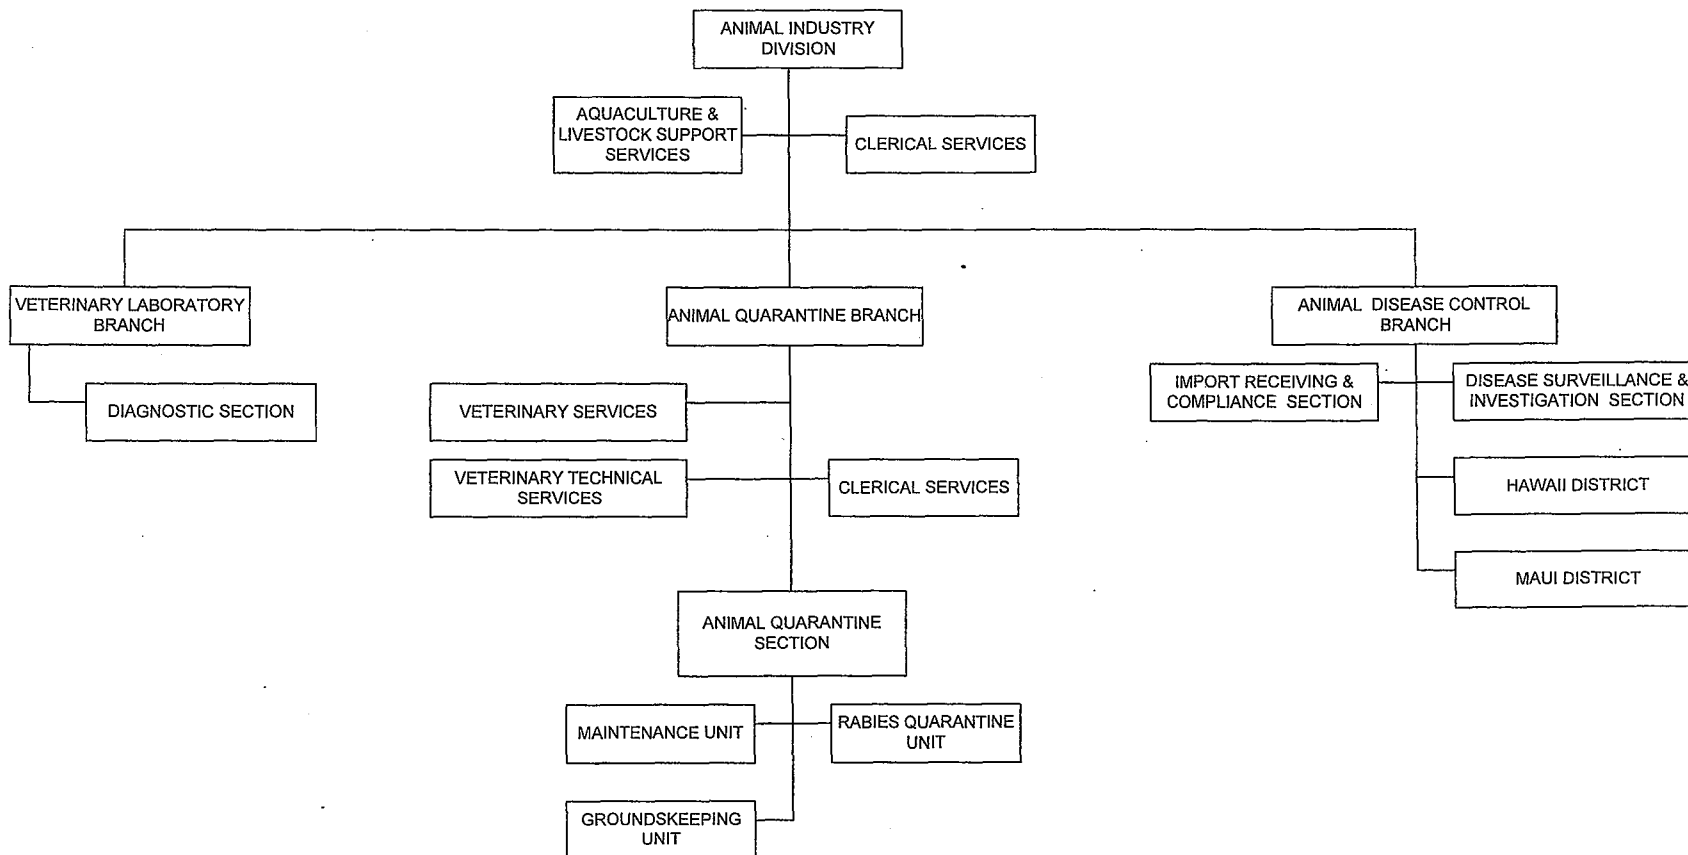 ANIMAL INDUSTRY
DIVISION
AQUACULTURE &
LIVESTOCK SUPPORT
SERVICES
CLERICAL SERVICES
VETERINARY LABORATORY
BRANCH
ANIMAL QUARANTINE BRANCH
ANIMAL DISEASE CONTROL
BRANCH
DIAGNOSTIC SECTION
VETERINARY SERVICES
VETERINARY TECHNICAL
SERVICES
CLERICAL SERVICES
IMPORT RECEIVING &
COMPLIANCE SECTION
DISEASE SURVEILLANCE &
INVESTIGATION SECTION
HAWAII DISTRICT
MAUI DISTRICT
ANIMAL QUARANTINE
SECTION
MAINTENANCE UNIT
RABIES QUARANTINE
UNIT
GROUNDSKEEPING
UNIT